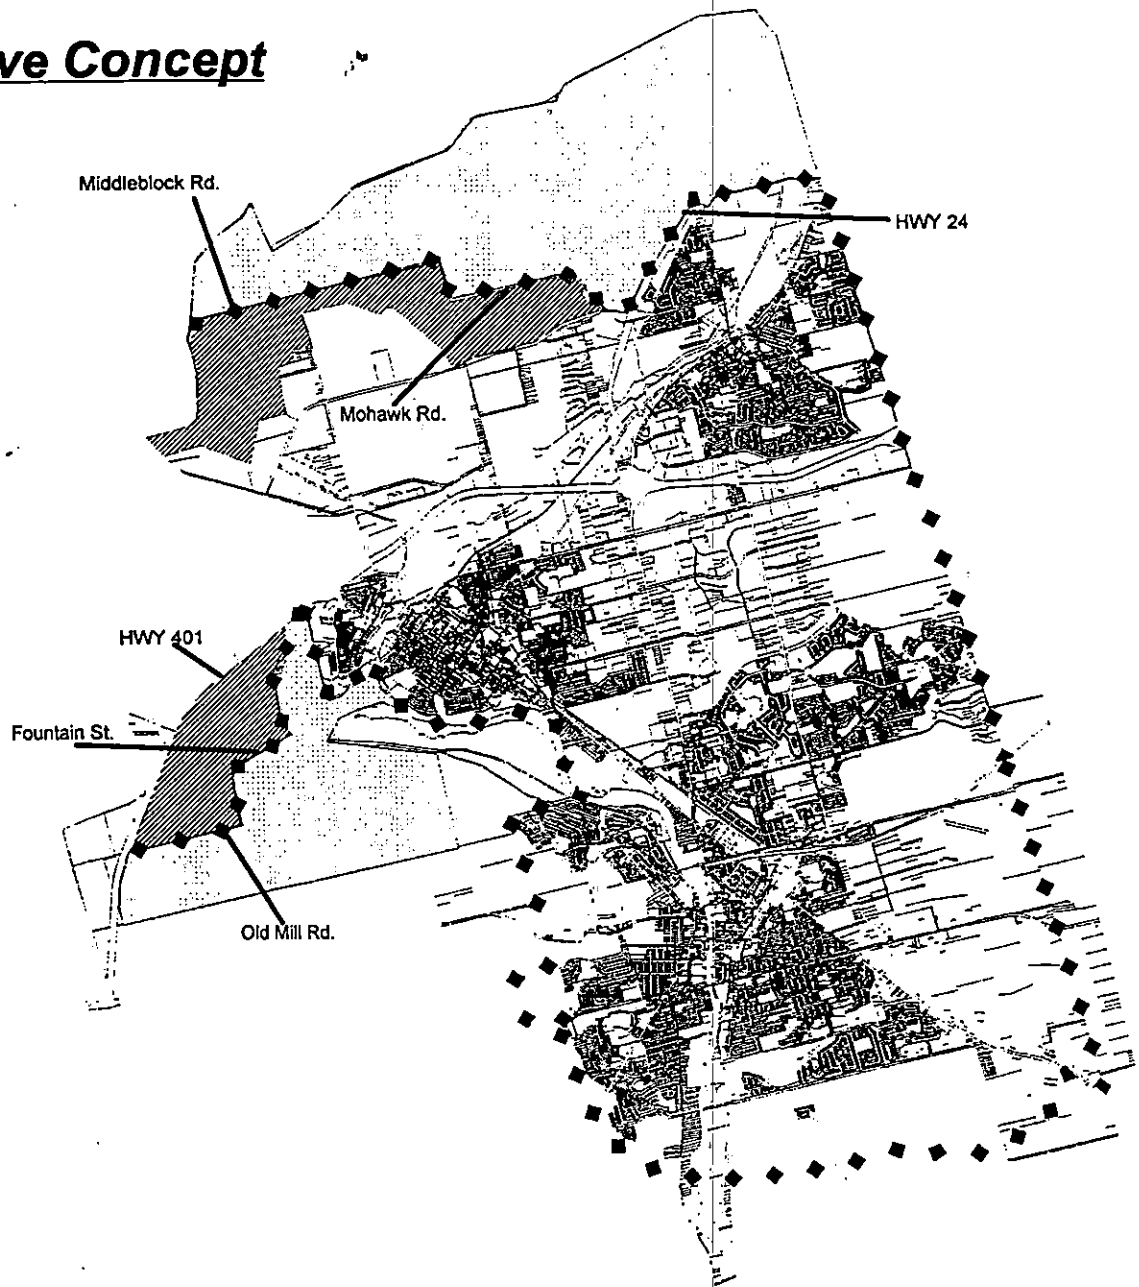 ve Concept
Middleblock Rd.
HWY 24
Mohawk Rd.
HWY 401
Fountain St.
Old Mill Rd.